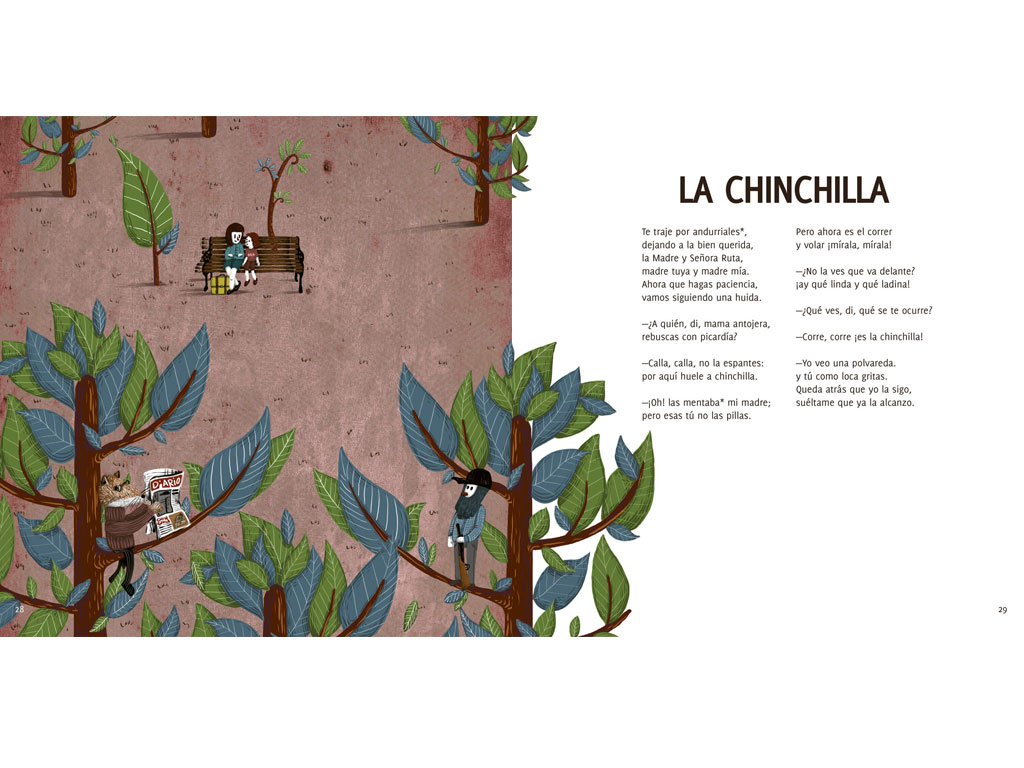 LA CHINCHILLA
Te traje por andurriales*,
dejando a la bien querida,
la Madre y Señora Ruta,
madre tuya y madre mía.
Ahora que hagas paciencia,
vamos siguiendo una huida.
—¿A quién, di, mama antojera,
rebuscas con picardía?
—Calla, calla, no la espantes:
por aquí huele a chinchilla.
—¡Oh! las mentaba* mi madre;
pero esas tú no las pillas.
Pero ahora es el correr
y volar ¡mírala, mírala!
—¿No la ves que va delante?
¡ay qué linda y qué ladina!
—¿Qué ves, di, qué se te ocurre?
—Corre, corre ¡es la chinchilla!
—Yo veo una polvareda.
y tú como loca gritas.
Queda atrás que yo la sigo,
suéltame que ya la alcanzo.
DIARIO
28
29